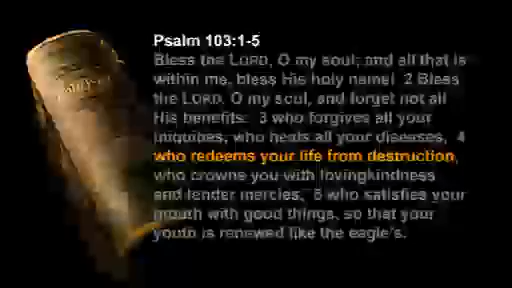 Psalm 103:1-5
Bless the LORD, O my soul; and all that is
within me, bless His holy name! 2 Bless
the LORD, O my soul, and forget not all
His benefits: 3 who forgives all your
iniquities, who heals all your diseases, 4
who redeems your life from destruction,
who crowns you with lovingkindness
and tender mercies, 5 who satisfies your
mouth with good things, so that your
youth is renewed like the eagle's.